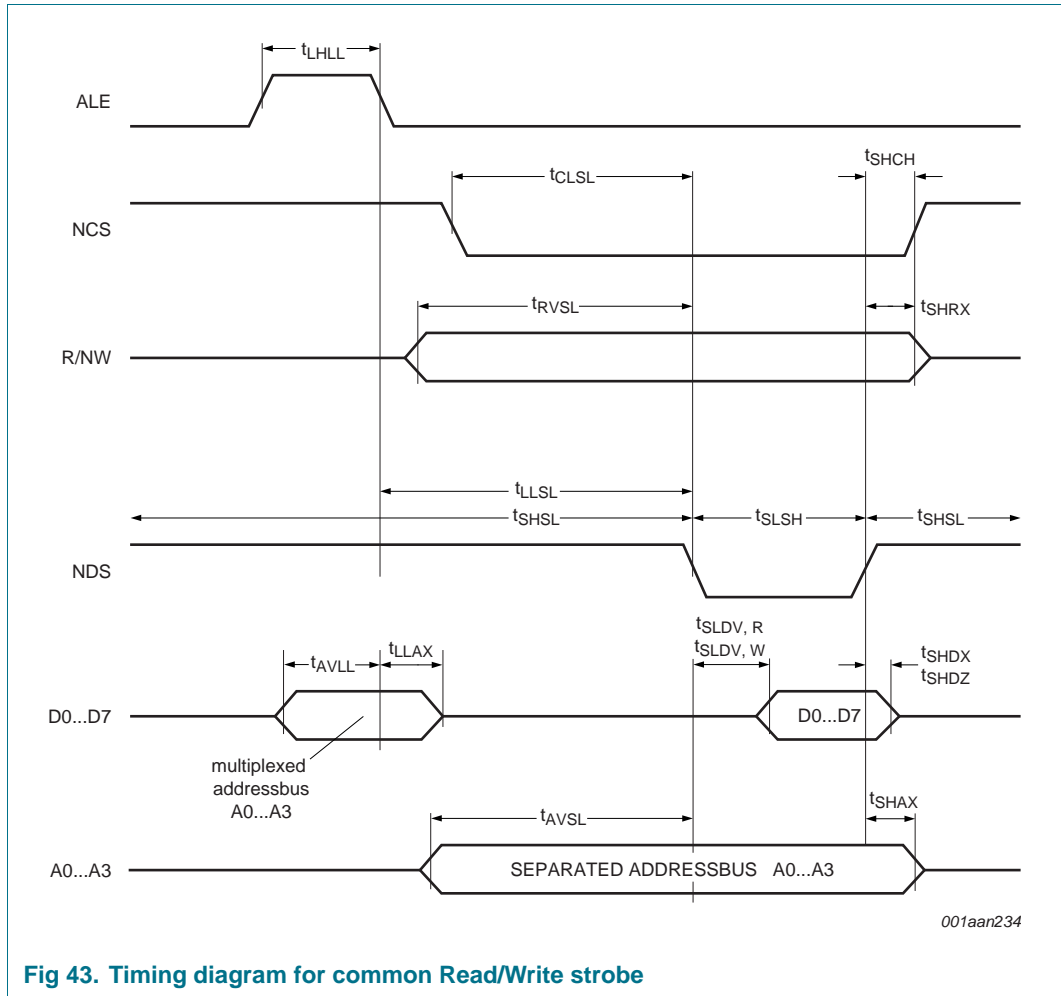 tLHLL
ALE
tSHCH
tCLSL
NCS
tRVSL
tSHRX
R/NW
tLLSL
tSHSL
tSLSH
tSHSL
NDS
tSLDV, R
tSLDV, W
tAVLL
tLLAX
tSHDX
tSHDZ
D0...D7
D0...D7
multiplexed
addressbus
A0...A3
tAVSL
tSHAX
A0...A3
SEPARATED ADDRESSBUS A0...A3
001aan234
Fig 43. Timing diagram for common Read/Write strobe